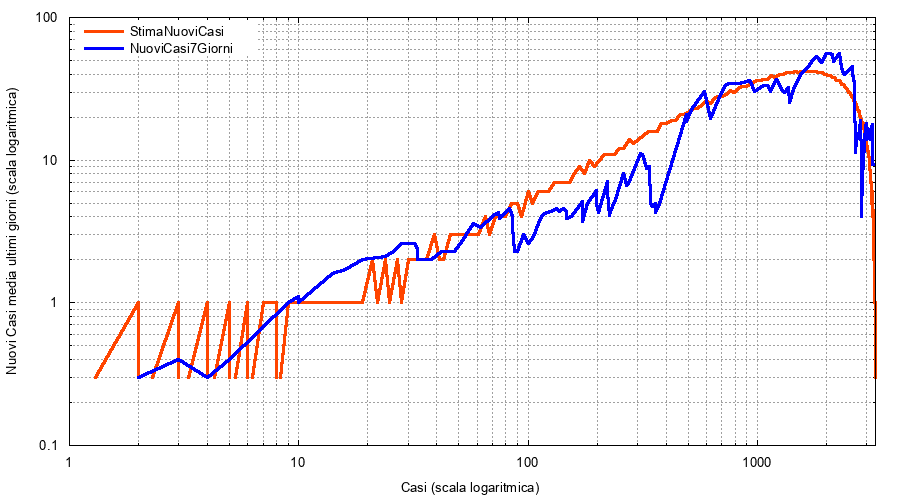 100
StimaNuoviCasi
NuoviCasi7Giorni
10
1
0.1
Nuovi Casi media ultimi giorni (scala logaritmica)
1
10
100
1000
Casi (scala logaritmica)